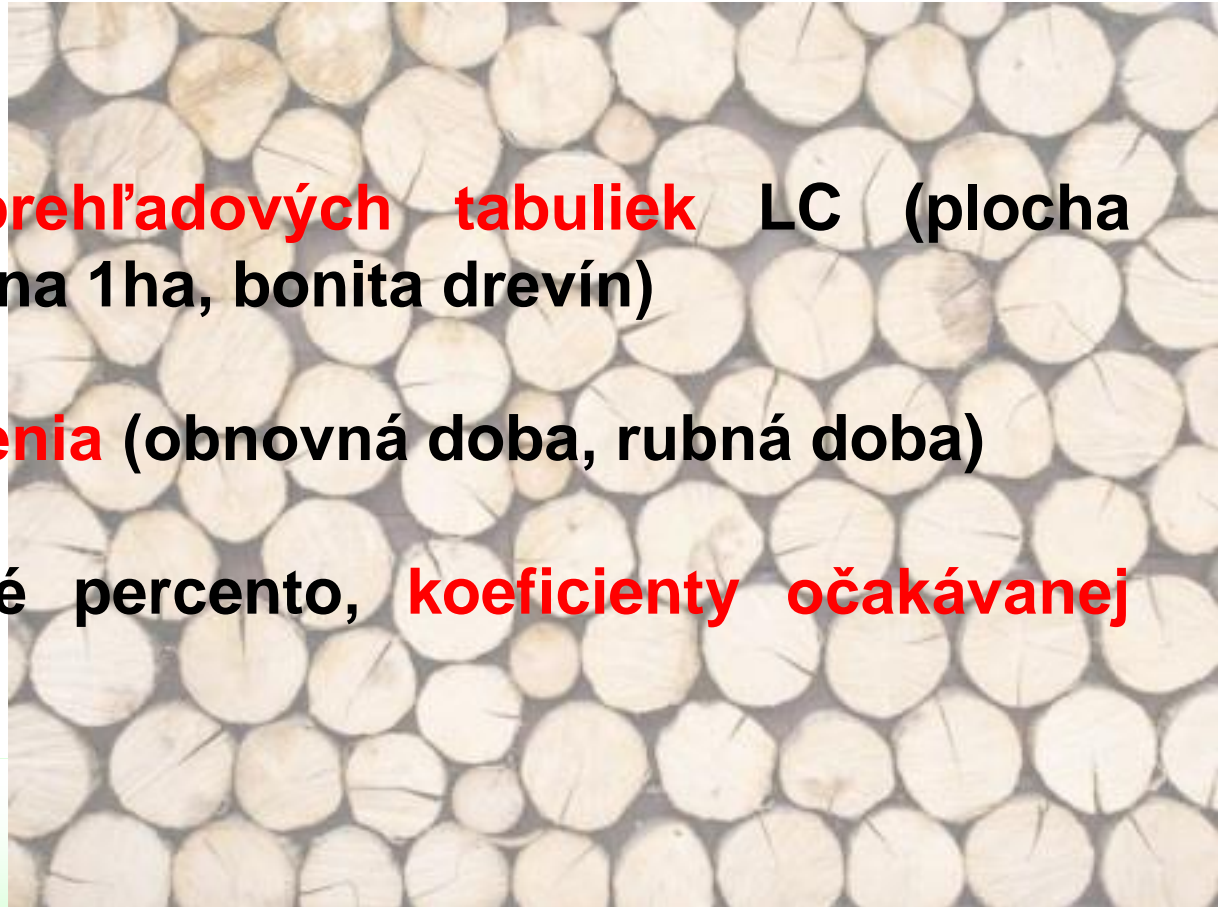 prehľadových tabuliek LC (plocha
na 1ha, bonita drevín)
enia (obnovná doba, rubná doba)
é percento, koeficienty očakávanej